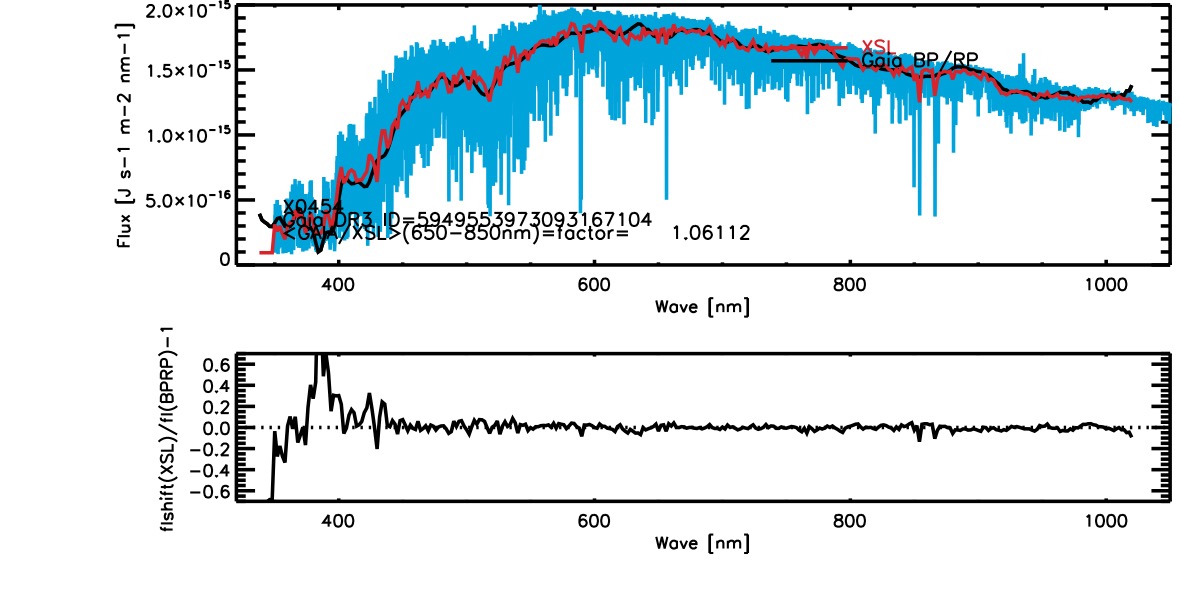 2.0×10⁻¹⁵
1.5×10⁻¹⁵
1.0×10⁻¹⁵
5.0×10⁻¹⁶
0
Flux [J s−1 m−2 nm−1]
XSL
Gaia BP/RP
X0454
Gaia DR3 ID=5949553973093167104
<GAIA/XSL>(650−850nm)=factor= 1.06112
400 600 800 1000
Wave [nm]
0.6
0.4
0.2
0.0
−0.2
−0.4
−0.6
flshift(XSL)/fl(BPRP)−1
400 600 800 1000
Wave [nm]